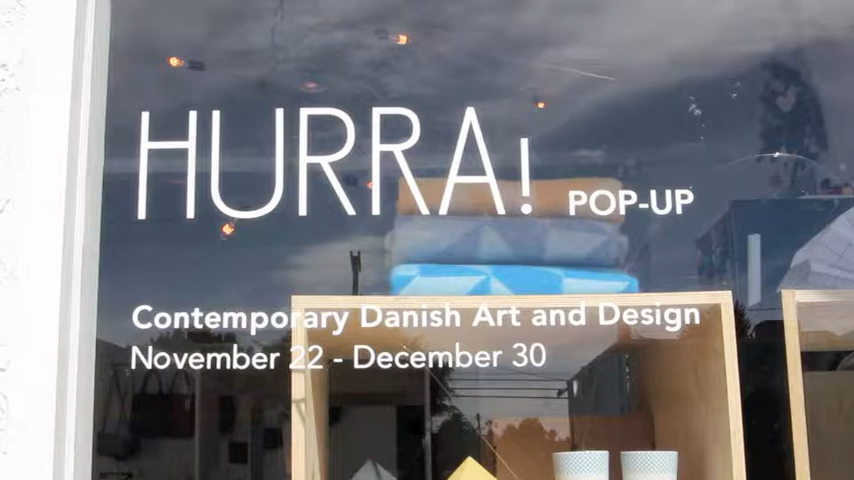 HURRA! POP-UP
Contemporary Danish Art and Design
November 22 - December 30